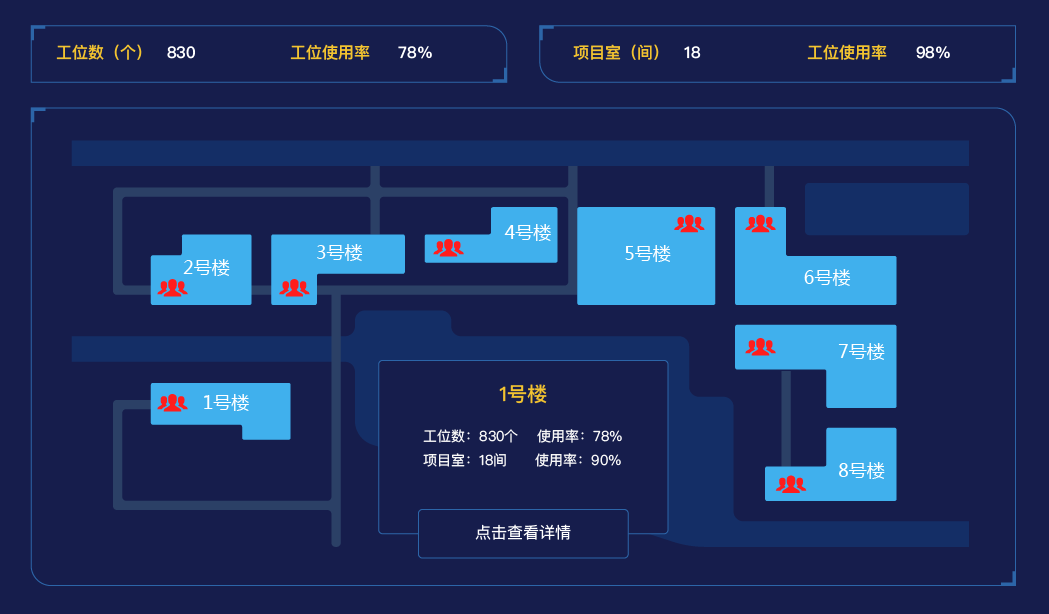 工位数（个） 830 工位使用率 78% 项目室（间） 18 工位使用率 98%
4号楼
3号楼
5号楼
2号楼
6号楼
7号楼
1号楼
1号楼
工位数：830个 使用率：78%
项目室：18间 使用率：90%
8号楼
点击查看详情